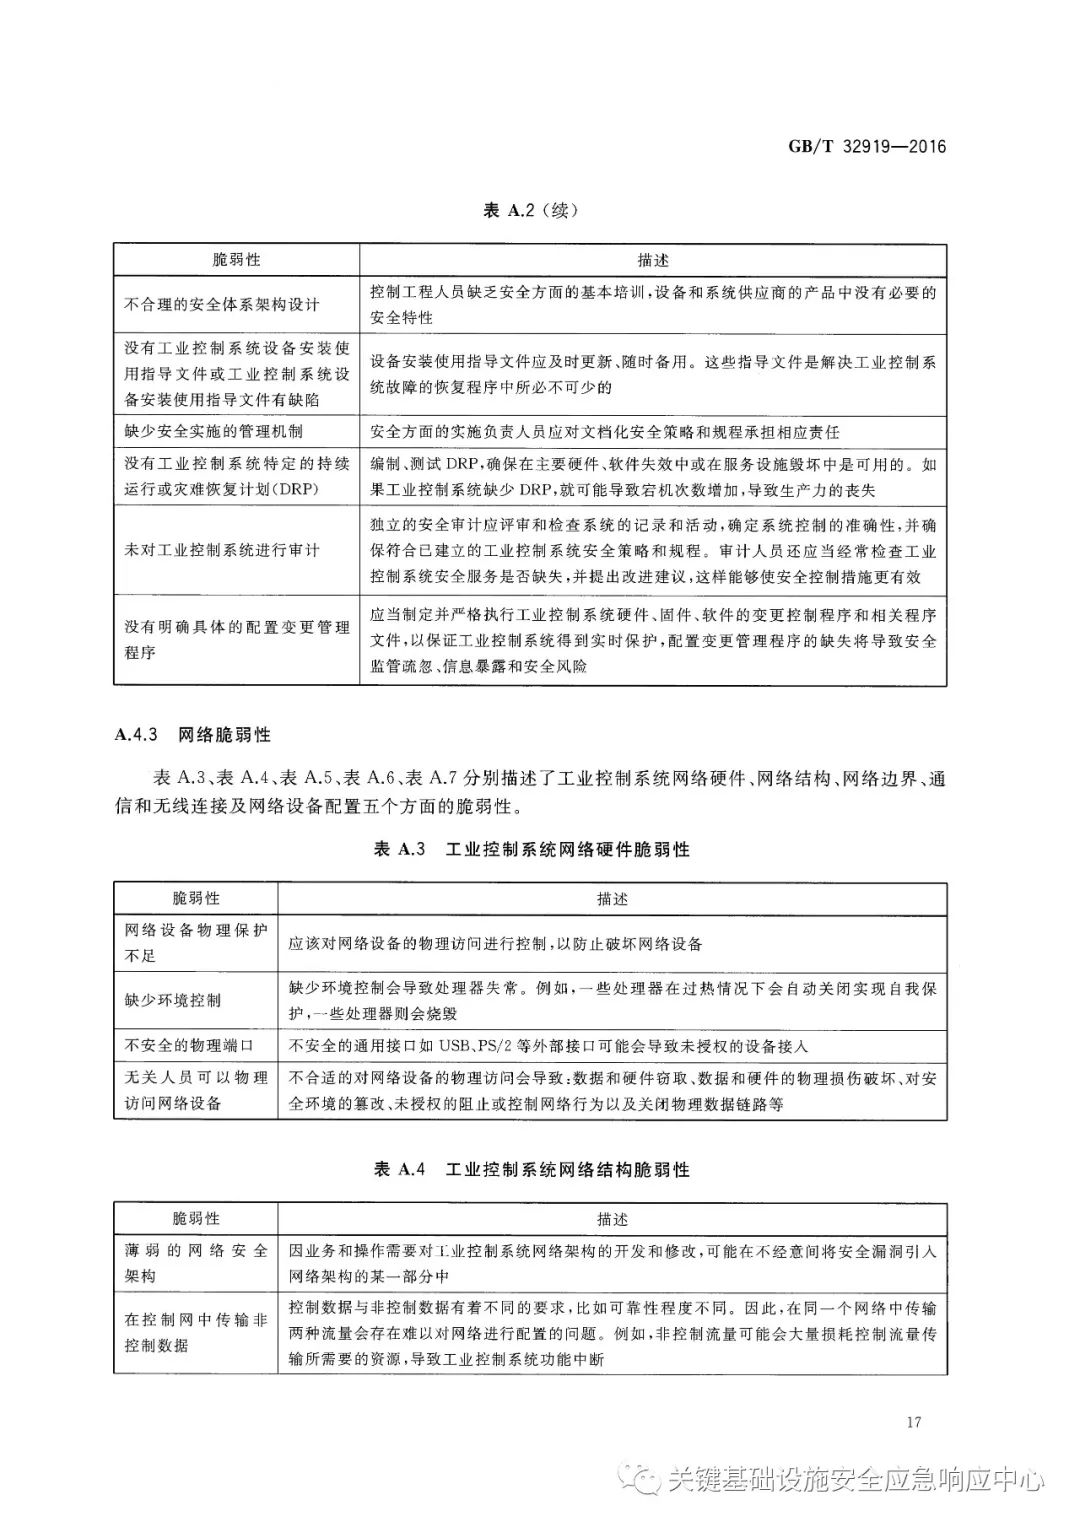 GB/T 32919—2016
表 A.2（续）
脆弱性
描述
不合理的安全体系架构设计
控制工程人员缺乏安全方面的基本培训,设备和系统供应商的产品中没有必要的
安全特性
没有工业控制系统设备安装使
用指导文件或工业控制系统设
备安装使用指导文件有缺陷
设备安装使用指导文件应及时更新、随时备用。这些指导文件是解决工业控制系
统故障的恢复程序中所必不可少的
缺少安全实施的管理机制
安全方面的实施负责人员应对文档化安全策略和规程承担相应责任
没有工业控制系统特定的持续
运行或灾难恢复计划(DRP)
编制、测试 DRP,确保在主要硬件、软件失效中或在服务设施毁坏中是可用的。如
果工业控制系统缺少 DRP,就可能导致宕机次数增加,导致生产力的丧失
未对工业控制系统进行审计
独立的安全审计应评审和检查系统的记录和活动,确定系统控制的准确性,并确
保符合已建立的工业控制系统安全策略和规程。审计人员还应当经常检查工业
控制系统安全服务是否缺失,并提出改进建议,这样能够使安全控制措施更有效
没有明确具体的配置变更管理
程序
应当制定并严格执行工业控制系统硬件、固件、软件的变更控制程序和相关程序
文件,以保证工业控制系统得到实时保护,配置变更管理程序的缺失将导致安全
监管疏忽、信息暴露和安全风险
A.4.3 网络脆弱性
表 A.3、表 A.4、表 A.5、表 A.6、表 A.7 分别描述了工业控制系统网络硬件、网络结构、网络边界、通
信和无线连接及网络设备配置五个方面的脆弱性。
表 A.3 工业控制系统网络硬件脆弱性
脆弱性
描述
网络设备物理保护
不足
应该对网络设备的物理访问进行控制,以防止破坏网络设备
缺少环境控制
缺少环境控制会导致处理器失常。例如,一些处理器在过热情况下会自动关闭实现自我保
护,一些处理器则会烧毁
不安全的物理端口
不安全的通用接口如 USB、PS/2 等外部接口可能会导致未授权的设备接入
无关人员可以物理
访问网络设备
不合适的对网络设备的物理访问会导致:数据和硬件窃取、数据和硬件的物理损伤破坏、对安
全环境的篡改、未授权的阻止或控制网络行为以及关闭物理数据链路等
表 A.4 工业控制系统网络结构脆弱性
脆弱性
描述
薄弱的网络安全
架构
因业务和操作需要对工业控制系统网络架构的开发和修改,可能在不经意间将安全漏洞引入
网络架构的某一部分中
在控制网中传输非
控制数据
控制数据与非控制数据有着不同的要求,比如可靠性程度不同。因此,在同一个网络中传输
两种流量会存在难以对网络进行配置的问题。例如,非控制流量可能会大量损耗控制流量传
输所需要的资源,导致工业控制系统功能中断
17
关键基础设施安全应急响应中心